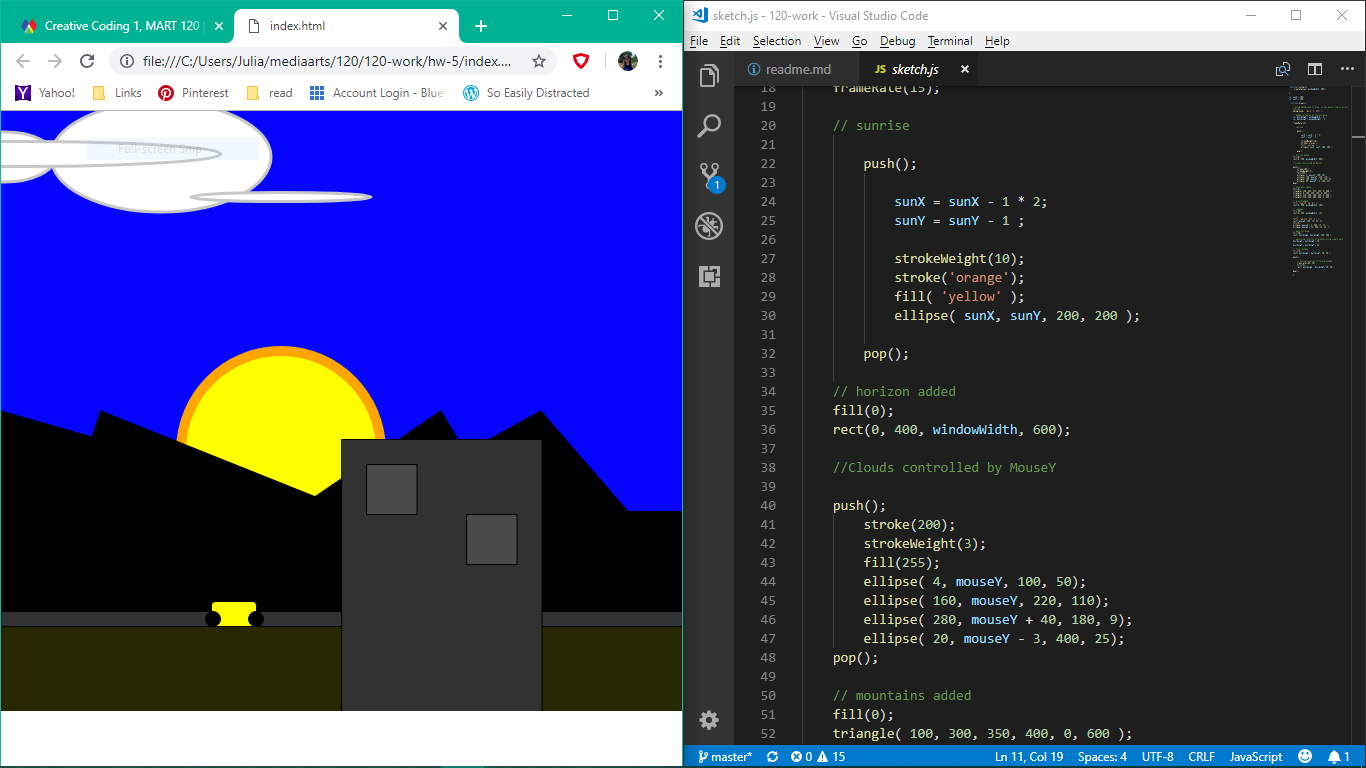 Creative Coding 1, MART 120
index.html
file:///C:/Users/Julia/mediaarts/120/120-work/hw-5/index....
Yahoo!
Links
Pinterest
read
Account Login - Blue
So Easily Distracted
»
Full-screen Snip
sketch.js - 120-work - Visual Studio Code
File Edit Selection View Go Debug Terminal Help
readme.md
JS sketch.js
1
18 frameRate(15);
19
20 // sunrise
21
22 push();
23
24 sunX = sunX - 1 * 2;
25 sunY = sunY - 1 ;
26
27 strokeWeight(10);
28 stroke('orange');
29 fill( 'yellow' );
30 ellipse( sunX, sunY, 200, 200 );
31
32 pop();
33
34 // horizon added
35 fill(0);
36 rect(0, 400, windowWidth, 600);
37
38 //Clouds controlled by MouseY
39
40 push();
41 stroke(200);
42 strokeWeight(3);
43 fill(255);
44 ellipse( 4, mouseY, 100, 50);
45 ellipse( 160, mouseY, 220, 110);
46 ellipse( 280, mouseY + 40, 180, 9);
47 ellipse( 20, mouseY - 3, 400, 25);
48 pop();
49
50 // mountains added
51 fill(0);
52 triangle( 100, 300, 350, 400, 0, 600 );
master* 0 15 Ln 11, Col 19 Spaces: 4 UTF-8 CRLF JavaScript 1